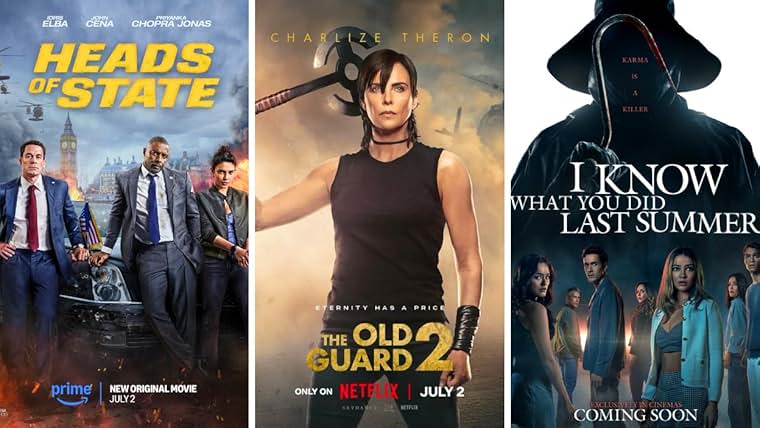 IDRIS
ELBA
JOHN
CENA
PRIYANKA
CHOPRA JONAS
HEADS
OF STATE
prime
NEW ORIGINAL MOVIE
JULY 2
CHARLIZE THERON
ETERNITY HAS A PRICE
THE OLD
GUARD 2
ONLY ON NETFLIX JULY 2
SKYDANCE NETFLIX
KARMA
IS A
KILLER
I KNOW
WHAT YOU DID
LAST SUMMER
EXCLUSIVELY IN CINEMAS
COMING SOON